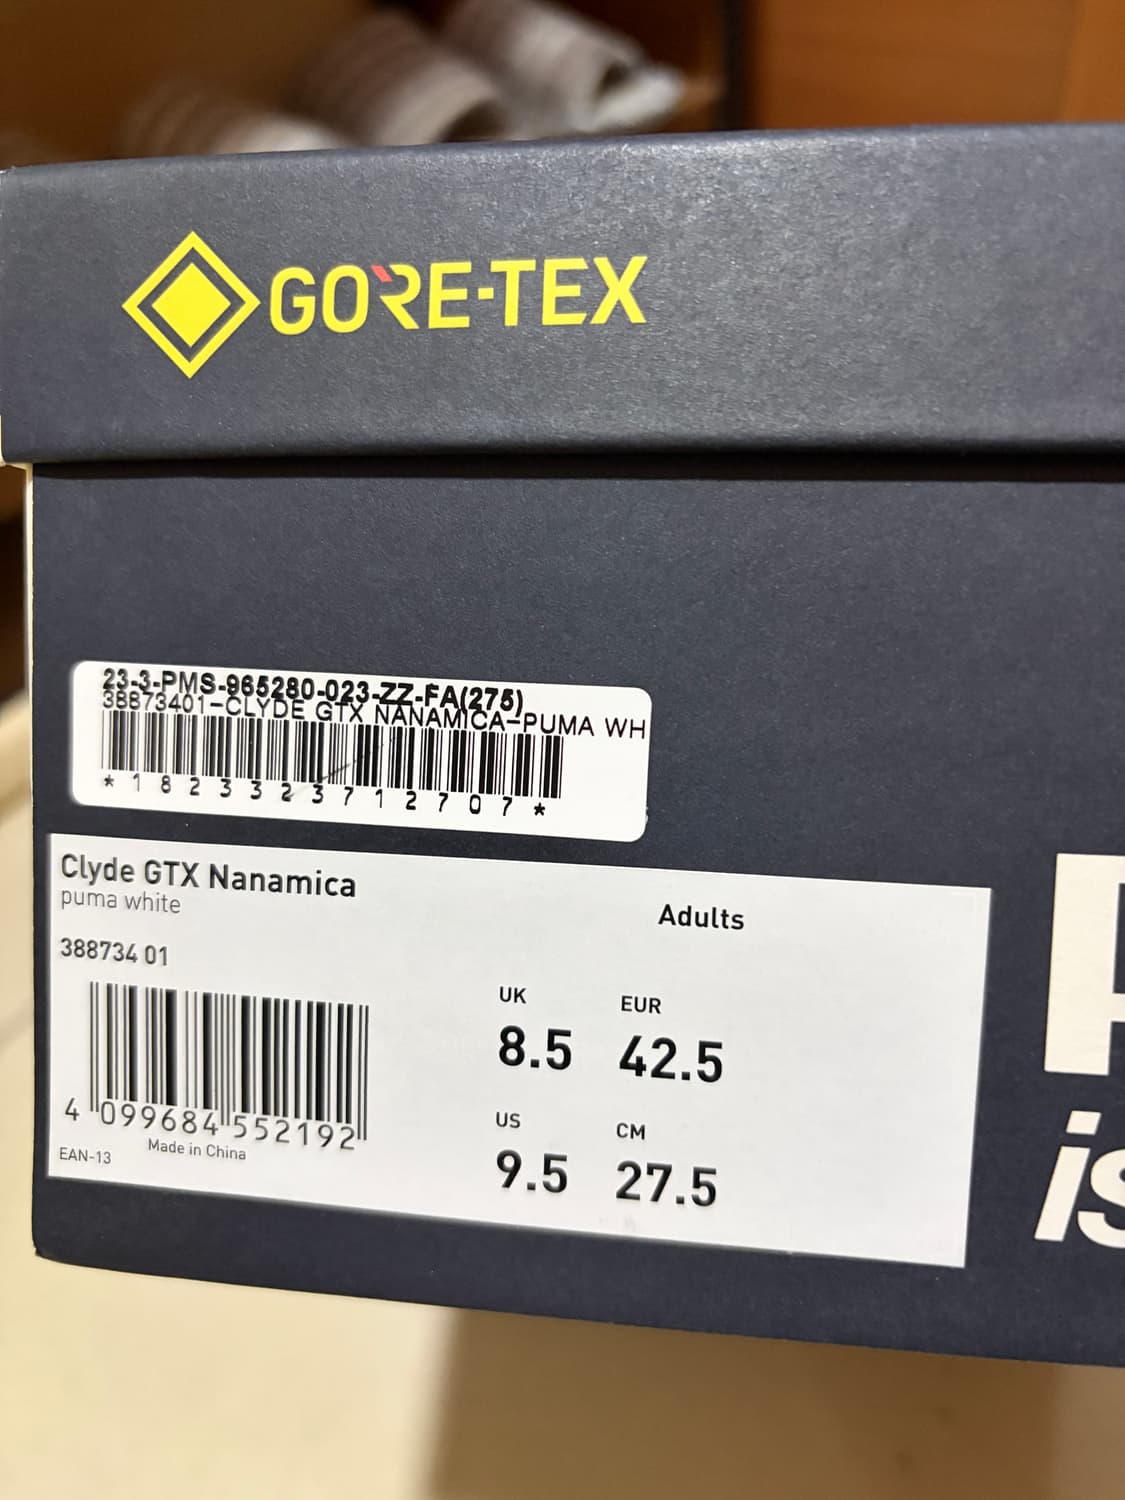 GORE-TEX
23-3-PMS-965280-023-ZZ-FA(275)
38873401-CLYDE GTX NANAMICA-PUMA WH
*1823323712707*
Clyde GTX Nanamica
puma white
Adults
388734 01
UK EUR
8.5 42.5
US CM
9.5 27.5
4 099684 552192
EAN-13 Made in China
is